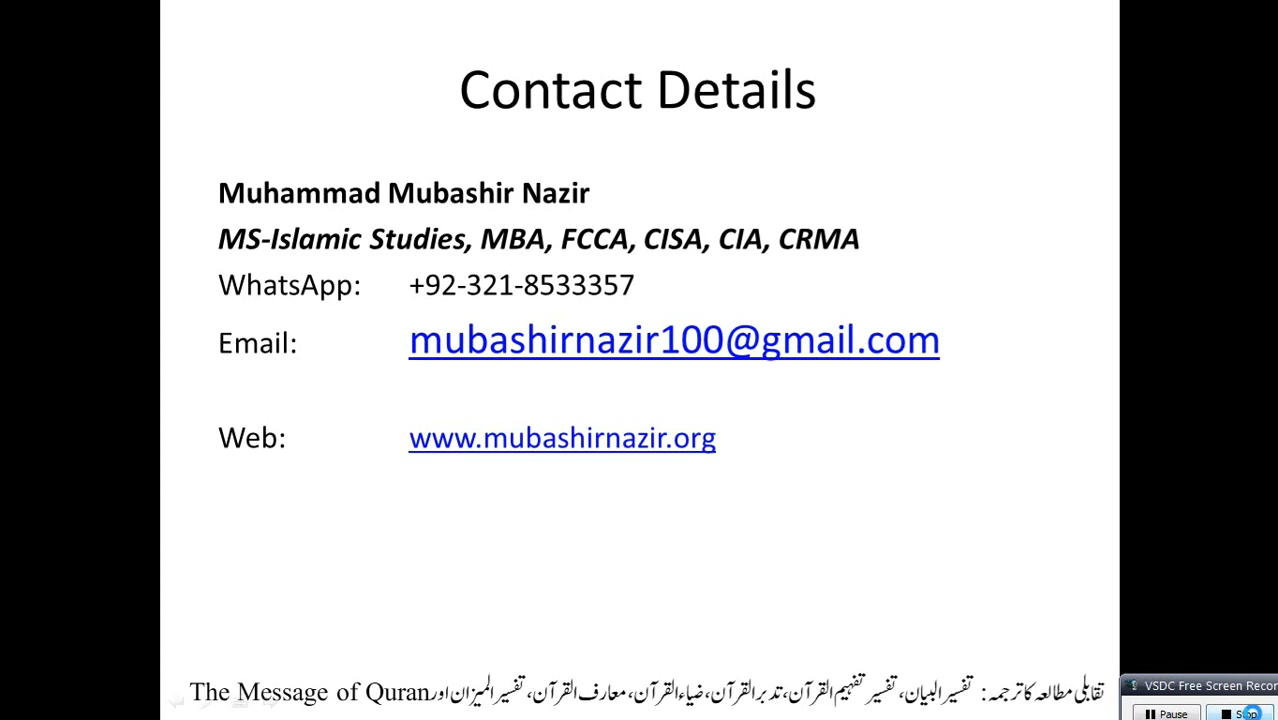 Contact Details
Muhammad Mubashir Nazir
MS-Islamic Studies, MBA, FCCA, CISA, CIA, CRMA
WhatsApp: +92-321-8533357
Email: mubashirnazir100@gmail.com
Web: www.mubashirnazir.org
تقابلی مطالعہ کا ترجمہ: تفسیر البیان، تفسیر تفہیم القرآن، تدبر القرآن، ضیاء القرآن، معارف القرآن، تفسیر المیزان اور The Message of Quran
VSDC Free Screen Recor
Pause Stop